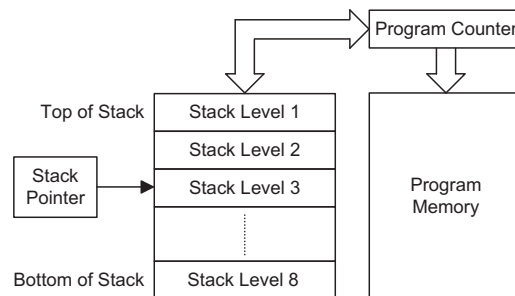 Program Counter
Top of Stack
Stack Level 1
Stack Level 2
Stack
Pointer
Stack Level 3
Program
Memory
Bottom of Stack
Stack Level 8